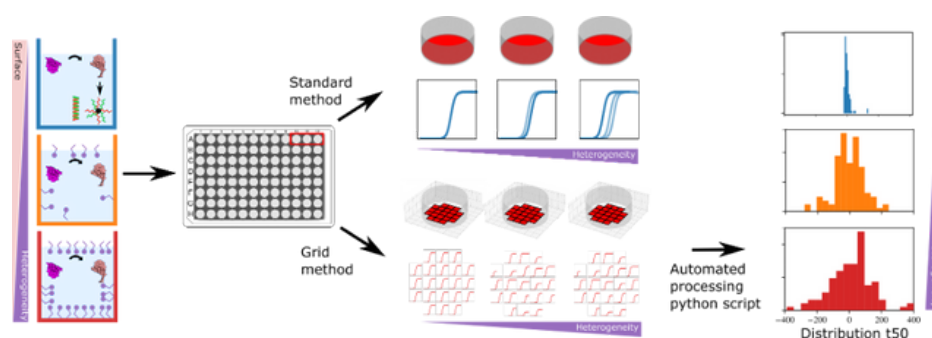 Surface
Heterogeneity
Standard
method
Heterogeneity
A
B
C
D
E
F
G
H
Grid
method
Heterogeneity
Automated
processing
python script
-400
-200
0
200
400
Distribution t50